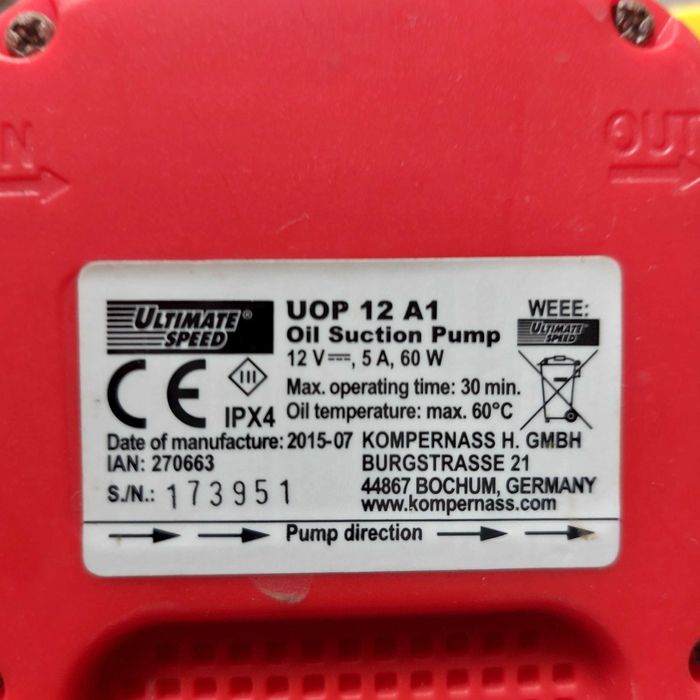 IN
OUT
ULTIMATE SPEED®
UOP 12 A1
Oil Suction Pump
12 V⎓, 5 A, 60 W
WEEE:
ULTIMATE SPEED
CE
III
IPX4
Max. operating time: 30 min.
Oil temperature: max. 60°C
Date of manufacture: 2015-07
IAN: 270663
S./N.: 173951
KOMPERNASS H. GMBH
BURGSTRASSE 21
44867 BOCHUM, GERMANY
www.kompernass.com
Pump direction